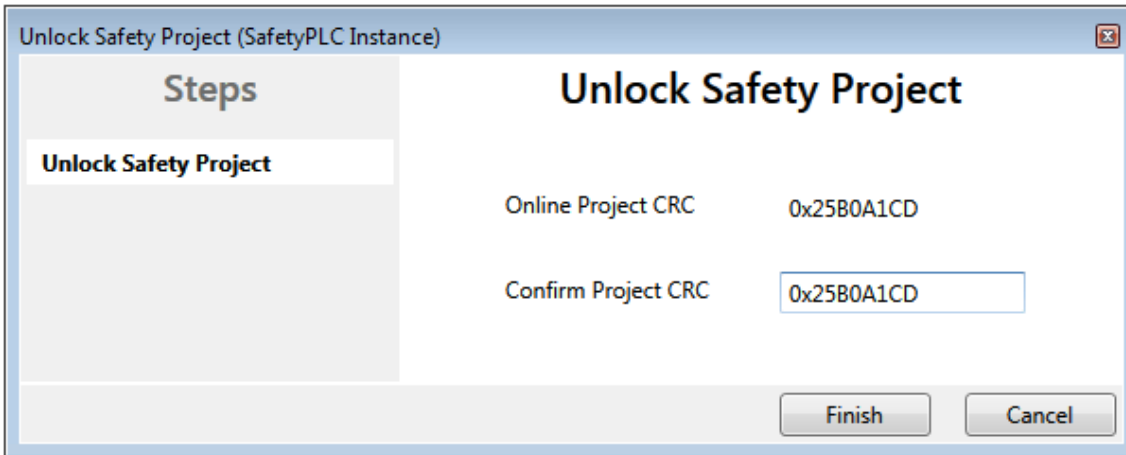 Unlock Safety Project (SafetyPLC Instance)
Steps
Unlock Safety Project
Unlock Safety Project
Online Project CRC 0x25B0A1CD
Confirm Project CRC 0x25B0A1CD
Finish Cancel